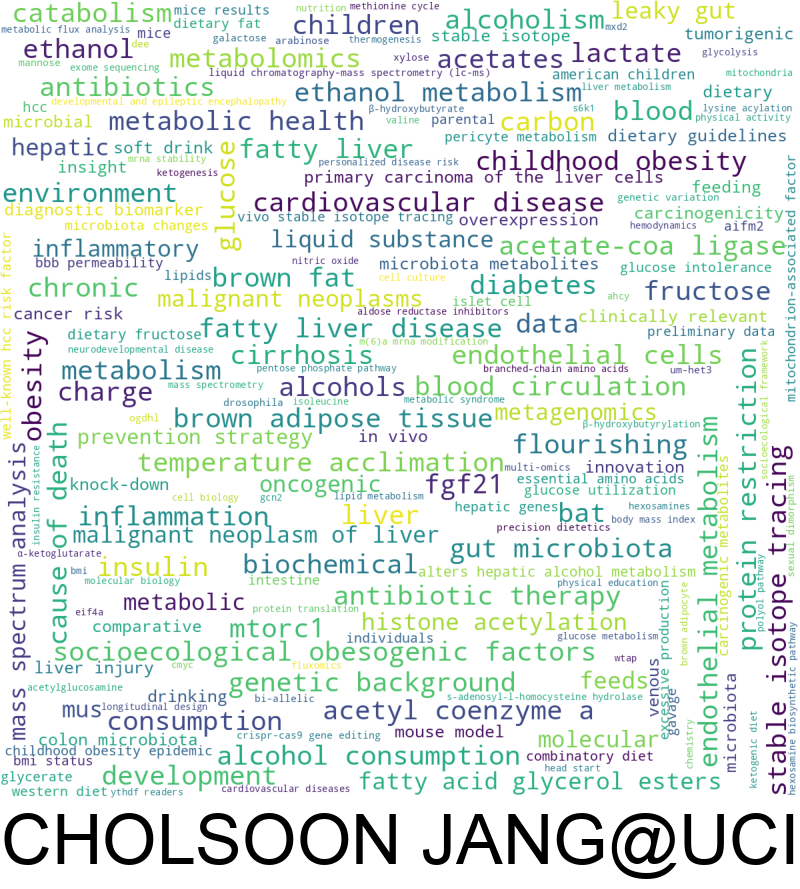 catabolism
mice results
nutrition
methionine cycle
leaky gut
dietary fat
children
alcoholism
mxd2
metabolic flux analysis
mice
galactose
arabinose
thermogenesis
stable isotope
tumorigenic
ethanol
dee
metabolomics
xylose
acetates
lactate
glycolysis
mannose
exome sequencing
liquid chromatography-mass spectrometry (lc-ms)
american children
mitochondria
antibiotics
ethanol metabolism
liver metabolism
dietary
hcc
developmental and epileptic encephalopathy
β-hydroxybutyrate
s6k1
blood
lysine acylation
microbial
metabolic health
valine
parental
carbon
physical activity
hepatic
soft drink
mrna stability
fatty liver
pericyte metabolism
dietary guidelines
insight
ketogenesis
glucose
personalized disease risk
childhood obesity
primary carcinoma of the liver cells
feeding
environment
cardiovascular disease
genetic variation
mitochondrion-associated factor
diagnostic biomarker
vivo stable isotope tracing
overexpression
carcinogenicity
microbiota changes
hemodynamics
aifm2
inflammatory
liquid substance
acetate-coa ligase
well-known hcc risk factor
bbb permeability
nitric oxide
microbiota metabolites
glucose intolerance
lipids
brown fat
cell culture
diabetes
chronic
malignant neoplasms
islet cell
ahcy
fructose
cancer risk
aldose reductase inhibitors
clinically relevant
dietary fructose
fatty liver disease
data
preliminary data
obesity
neurodevelopmental disease
m(6)a mrna modification
cirrhosis
endothelial cells
metabolism
pentose phosphate pathway
branched-chain amino acids
um-het3
charge
mass spectrometry
alcohols
blood circulation
protein restriction
socioecological framework
drosophila
isoleucine
metabolic syndrome
ogdhl
brown adipose tissue
metagenomics
β-hydroxybutyrylation
prevention strategy
in vivo
flourishing
endothelial metabolism
cause of death
mass spectrum analysis
insulin resistance
temperature acclimation
multi-omics
innovation
stable isotope tracing
knock-down
oncogenic
fgf21
essential amino acids
carcinogenic metabolites
sexual dimorphism
cell biology
gcn2
lipid metabolism
glucose utilization
inflammation
liver
hepatic genes
bat
hexosamines
body mass index
malignant neoplasm of liver
precision dietetics
α-ketoglutarate
gut microbiota
bmi
insulin
biochemical
alters hepatic alcohol metabolism
molecular biology
intestine
physical education
polyol pathway
metabolic
antibiotic therapy
brown adipocyte
excessive production
eif4a
protein translation
comparative
mtorc1
histone acetylation
individuals
glucose metabolism
hexosamine biosynthetic pathway
socioecological obesogenic factors
wtap
liver injury
cmyc
fluxomics
venous
acetylglucosamine
genetic background
feeds
drinking
bi-allelic
s-adenosyl-l-homocysteine hydrolase
gavage
microbiota
mus
longitudinal design
consumption
acetyl coenzyme a
chemistry
ketogenic diet
colon microbiota
crispr-cas9 gene editing
mouse model
molecular
childhood obesity epidemic
bmi status
alcohol consumption
combinatory diet
glycerate
development
head start
western diet
ythdf readers
cardiovascular diseases
fatty acid glycerol esters
CHOLSOON JANG@UCI